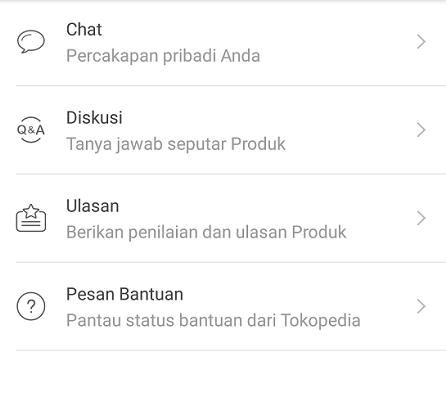 Chat
Percakapan pribadi Anda
Q&A
Diskusi
Tanya jawab seputar Produk
Ulasan
Berikan penilaian dan ulasan Produk
?
Pesan Bantuan
Pantau status bantuan dari Tokopedia